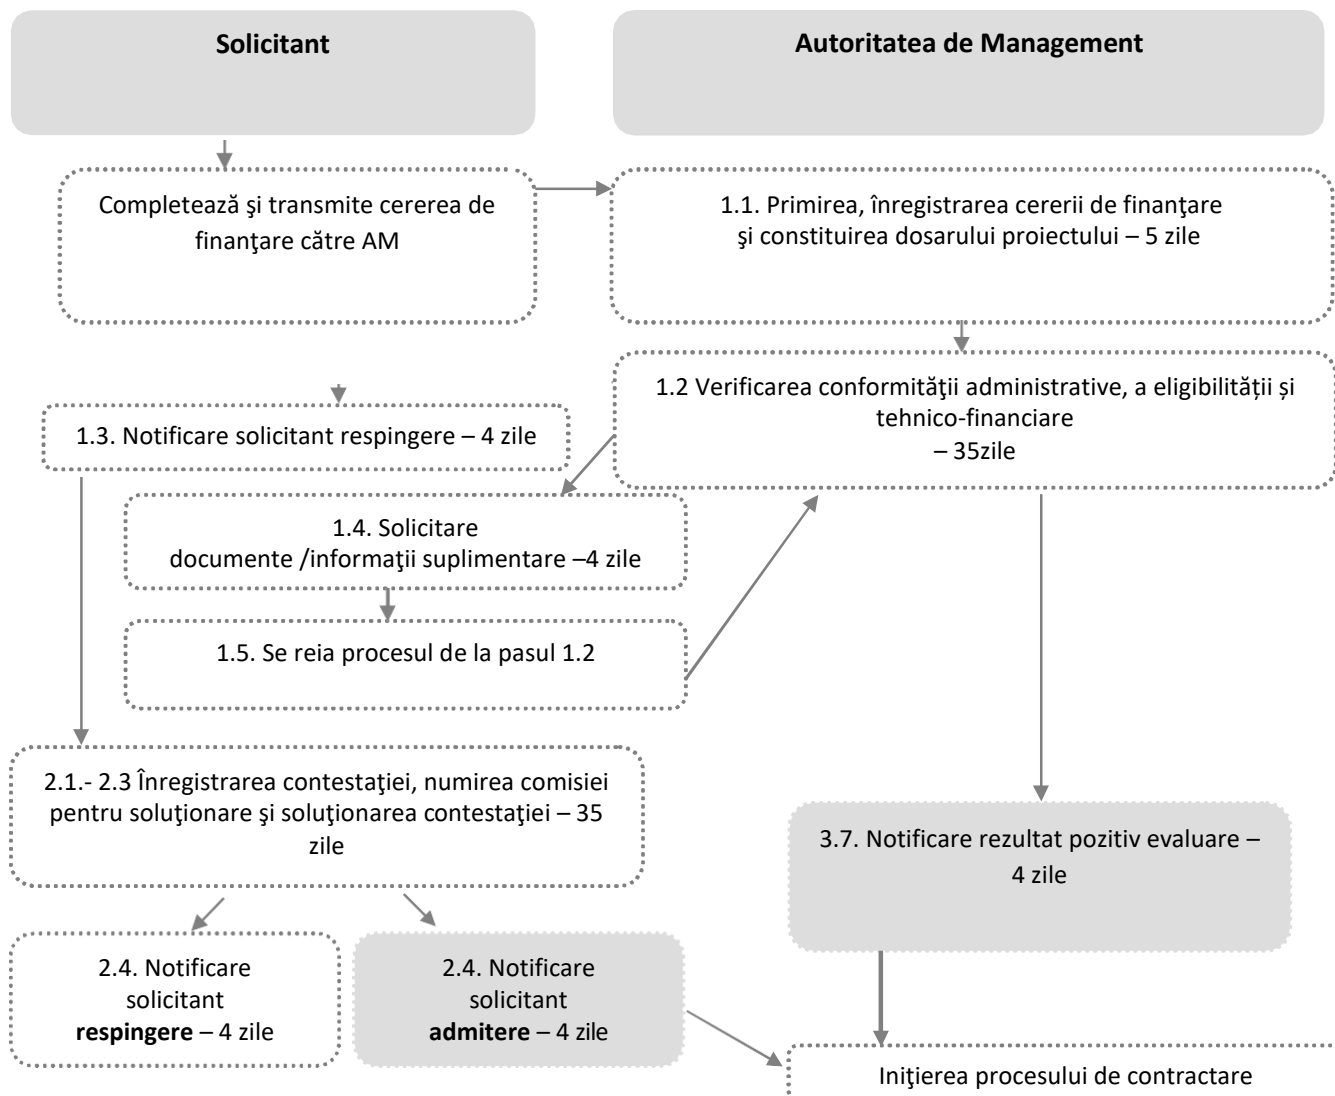 Solicitant
Autoritatea de Management
Completează şi transmite cererea de
finanţare către AM
1.1. Primirea, înregistrarea cererii de finanţare
şi constituirea dosarului proiectului – 5 zile
1.2 Verificarea conformităţii administrative, a eligibilității și
tehnico-financiare
– 35zile
1.3. Notificare solicitant respingere – 4 zile
1.4. Solicitare
documente /informaţii suplimentare –4 zile
1.5. Se reia procesul de la pasul 1.2
2.1.- 2.3 Înregistrarea contestaţiei, numirea comisiei
pentru soluţionare şi soluţionarea contestaţiei – 35
zile
3.7. Notificare rezultat pozitiv evaluare –
4 zile
2.4. Notificare
solicitant
respingere – 4 zile
2.4. Notificare
solicitant
admitere – 4 zile
Iniţierea procesului de contractare